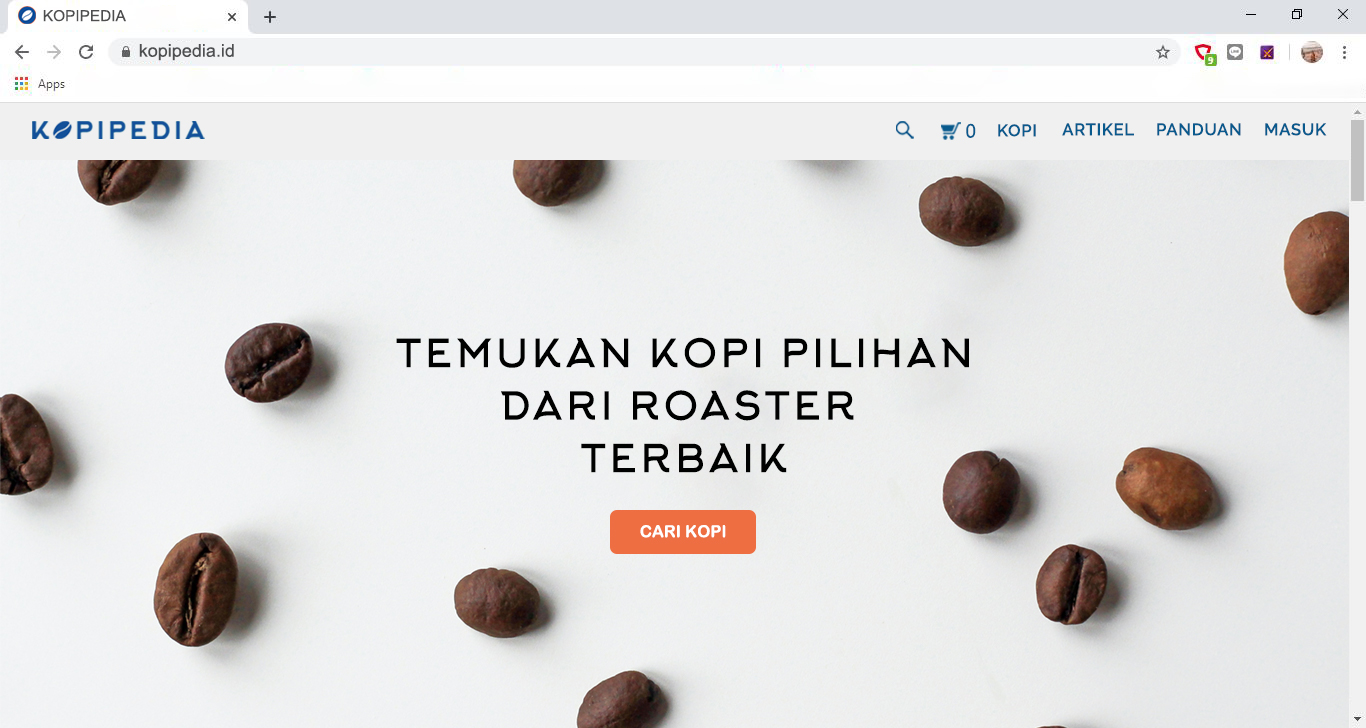 KOPIPEDIA
kopipedia.id
9
Apps
KOPIPEDIA
0 KOPI ARTIKEL PANDUAN MASUK
TEMUKAN KOPI PILIHAN
DARI ROASTER
TERBAIK
CARI KOPI